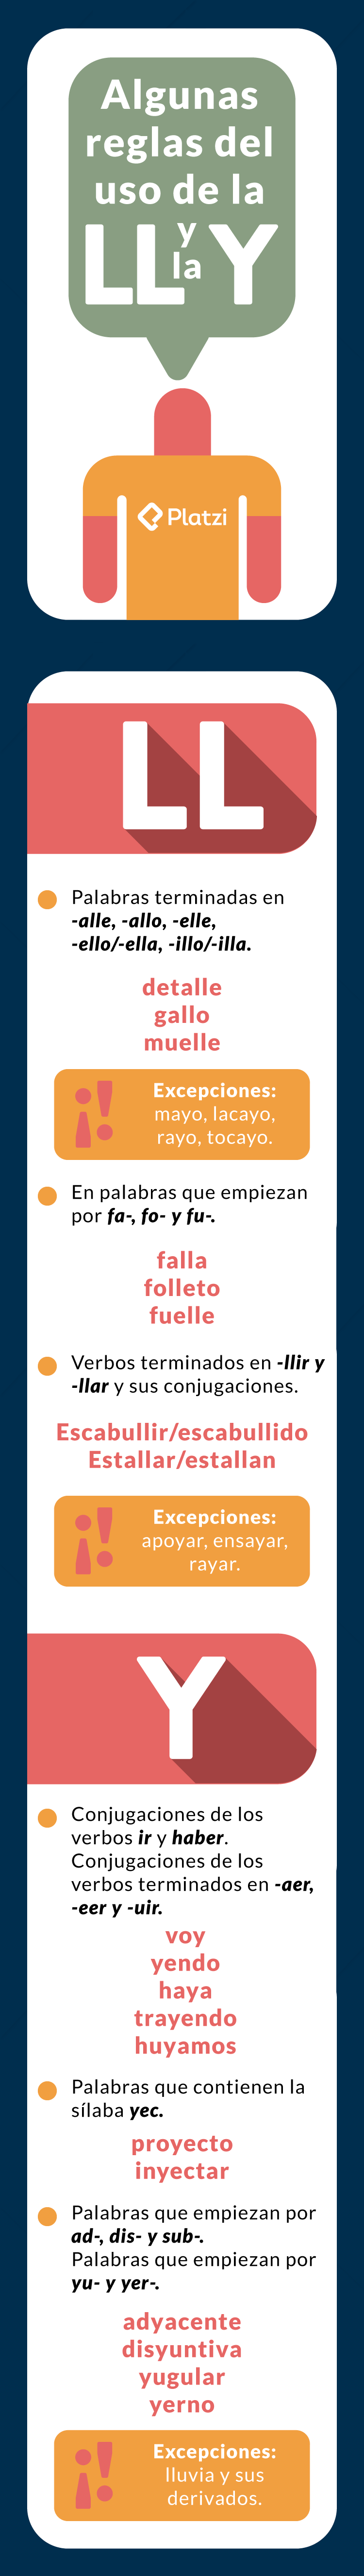 Algunas
reglas del
uso de la
LL y la Y
Platzi
LL
Palabras terminadas en
-alle, -allo, -elle,
-ello/-ella, -illo/-illa.
detalle
gallo
muelle
¡!
Excepciones:
mayo, lacayo,
rayo, tocayo.
En palabras que empiezan
por fa-, fo- y fu-.
falla
folleto
fuelle
Verbos terminados en -llir y
-llar y sus conjugaciones.
Escabullir/escabullido
Estallar/estallan
¡!
Excepciones:
apoyar, ensayar,
rayar.
Y
Conjugaciones de los
verbos ir y haber.
Conjugaciones de los
verbos terminados en -aer,
-eer y -uir.
voy
yendo
haya
trayendo
huyamos
Palabras que contienen la
sílaba yec.
proyecto
inyectar
Palabras que empiezan por
ad-, dis- y sub-.
Palabras que empiezan por
yu- y yer-.
adyacente
disyuntiva
yugular
yerno
¡!
Excepciones:
lluvia y sus
derivados.